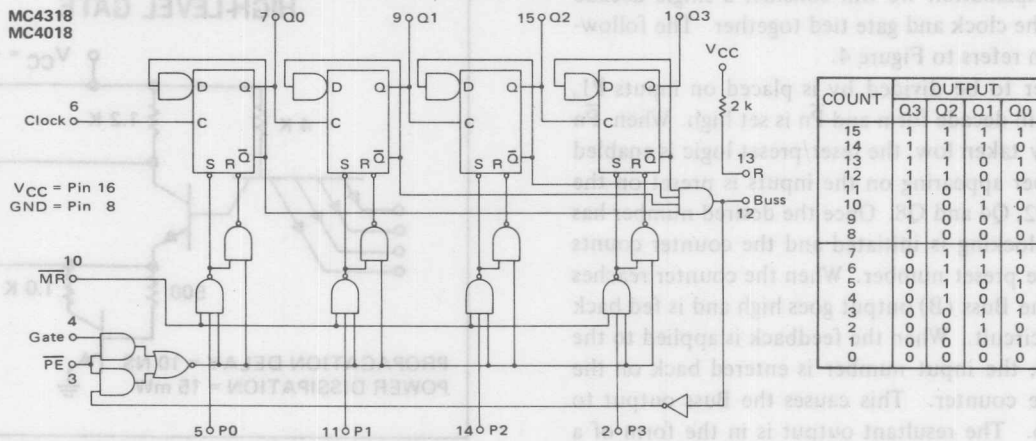 MC4318
MC4018
7 Q0
9 Q1
15 Q2
1 Q3
VCC
2 k
D Q
D Q
D Q
D Q
6
Clock
C
C
C
C
S R Q̅
S R Q̅
S R Q̅
S R Q̅
13
R
Buss
12
VCC = Pin 16
GND = Pin 8
10
M̅R̅
4
Gate
P̅E̅
3
5 P0
11 P1
14 P2
2 P3
COUNT OUTPUT
Q3 Q2 Q1 Q0
15 1 1 1 1
14 1 1 1 0
13 1 1 0 1
12 1 1 0 0
11 1 0 1 1
10 1 0 1 0
9 1 0 0 1
8 1 0 0 0
7 0 1 1 1
6 0 1 1 0
5 0 1 0 1
4 0 1 0 0
3 0 0 1 1
2 0 0 1 0
1 0 0 0 1
0 0 0 0 0